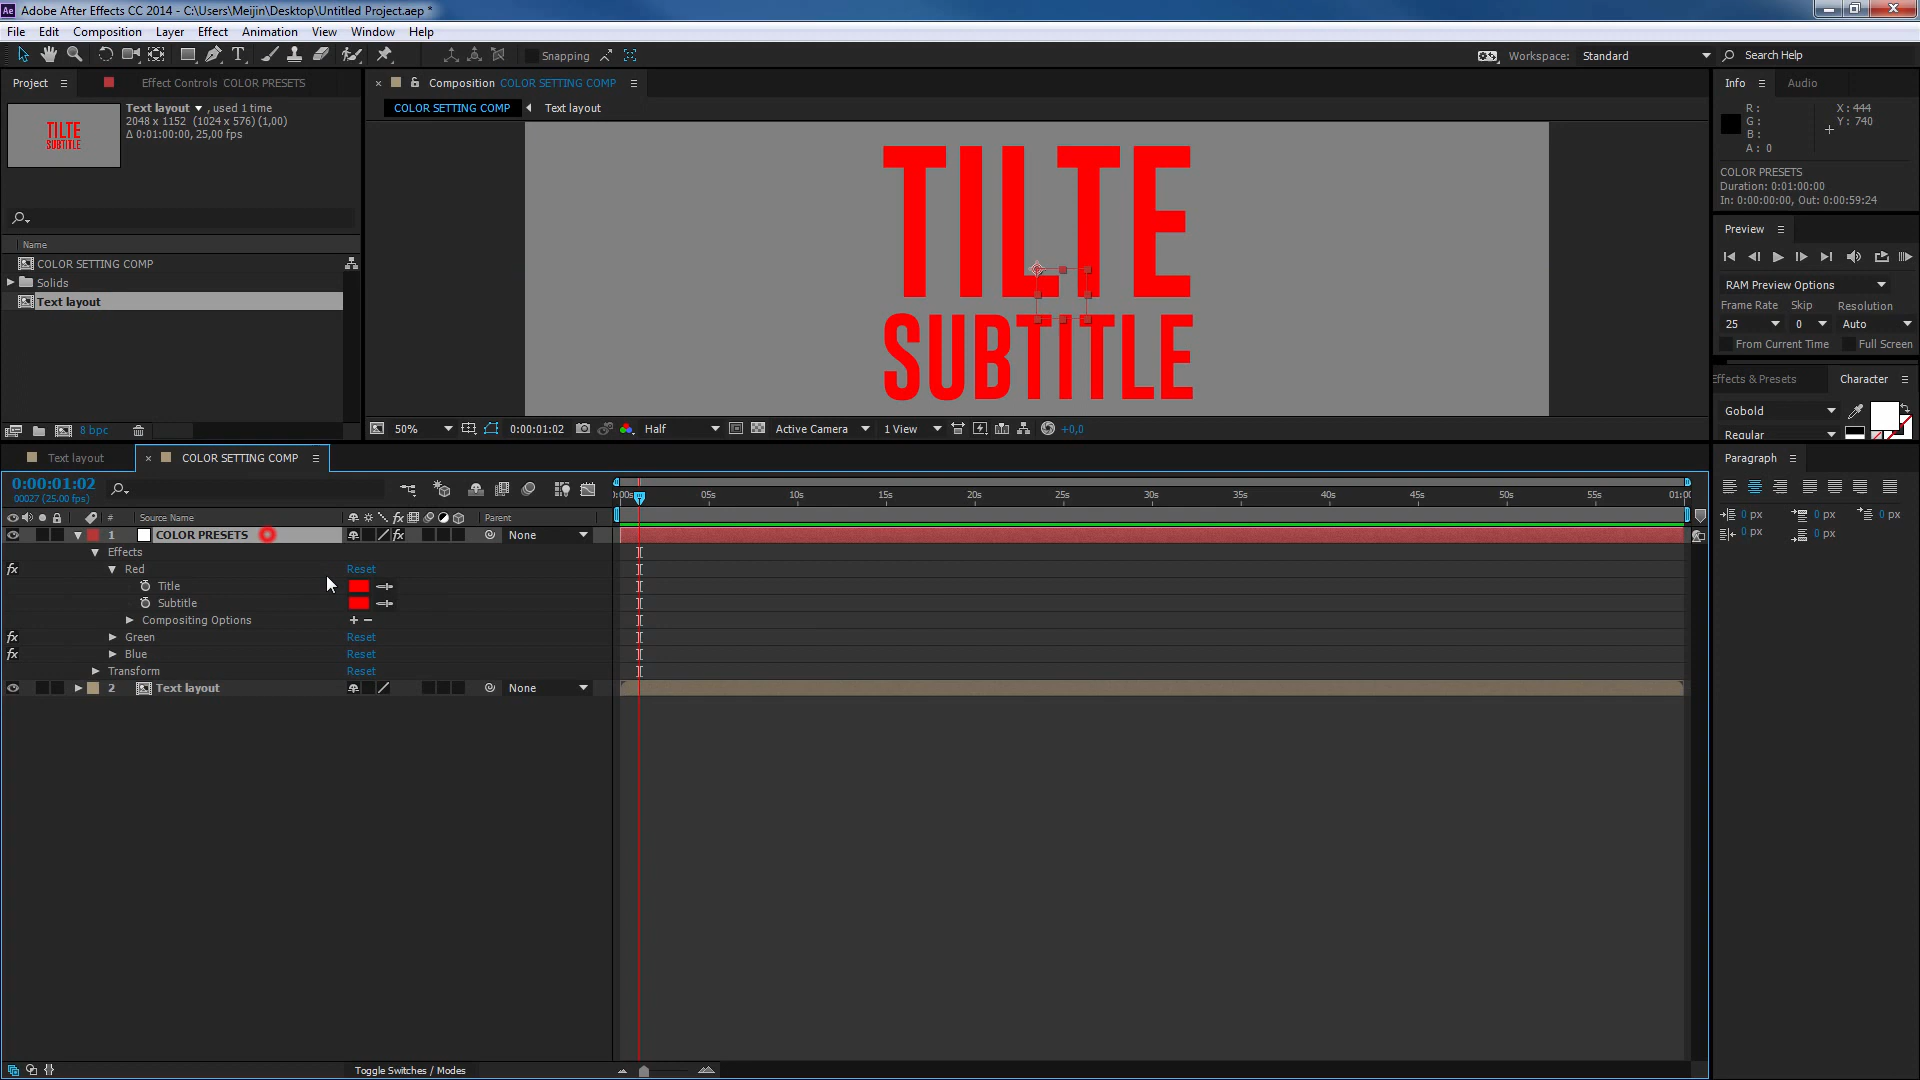 Adobe After Effects CC 2014 - C:\Users\Meijin\Desktop\Untitled Project.aep *
File Edit Composition Layer Effect Animation View Window Help
Snapping
Workspace: Standard
Search Help
Project
Effect Controls COLOR PRESETS
Text layout , used 1 time
2048 x 1152 (1024 x 576) (1,00)
Δ 0:01:00:00, 25,00 fps
TILTE
SUBTITLE
Name
COLOR SETTING COMP
Solids
Text layout
8 bpc
Composition COLOR SETTING COMP
COLOR SETTING COMP Text layout
TILTE
SUBTITLE
50% 0:00:01:02 Half Active Camera 1 View +0,0
Info Audio
R : X : 444
G : Y : 740
B :
A : 0
COLOR PRESETS
Duration: 0:01:00:00
In: 0:00:00:00, Out: 0:00:59:24
Preview
RAM Preview Options
Frame Rate Skip Resolution
25 0 Auto
From Current Time Full Screen
Effects & Presets Character
Gobold
Regular
Paragraph
0 px 0 px 0 px
0 px 0 px
Text layout COLOR SETTING COMP
0:00:01:02
00027 (25.00 fps)
:00s 05s 10s 15s 20s 25s 30s 35s 40s 45s 50s 55s 01:00
# Source Name Parent
1 COLOR PRESETS None
Effects
fx Red Reset
Title
Subtitle
Compositing Options + −
fx Green Reset
fx Blue Reset
Transform Reset
2 Text layout None
Toggle Switches / Modes